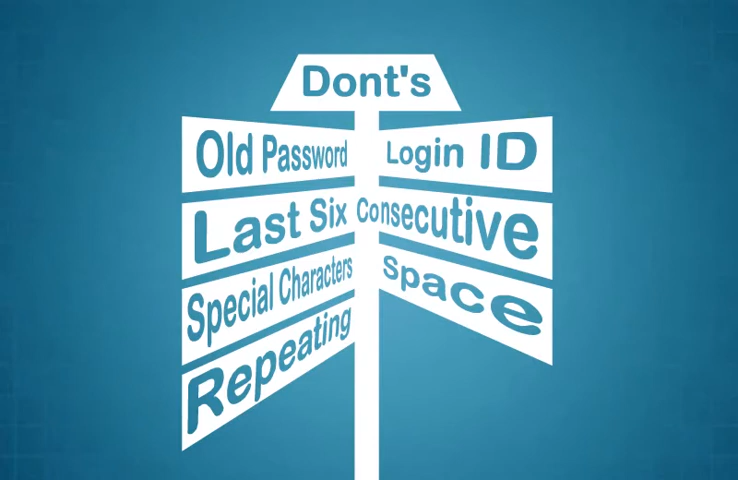 Dont's
Old Password
Login ID
Last Six
Consecutive
Special Characters
Space
Repeating